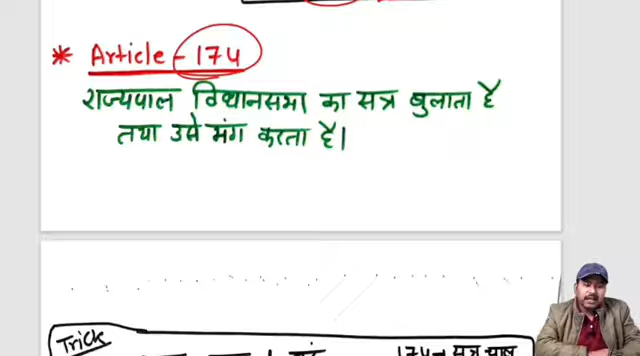 * Article - 174
राज्यपाल विधानसभा का सत्र बुलाता है
तथा उसे भंग करता है।
Trick
174 - सत्र